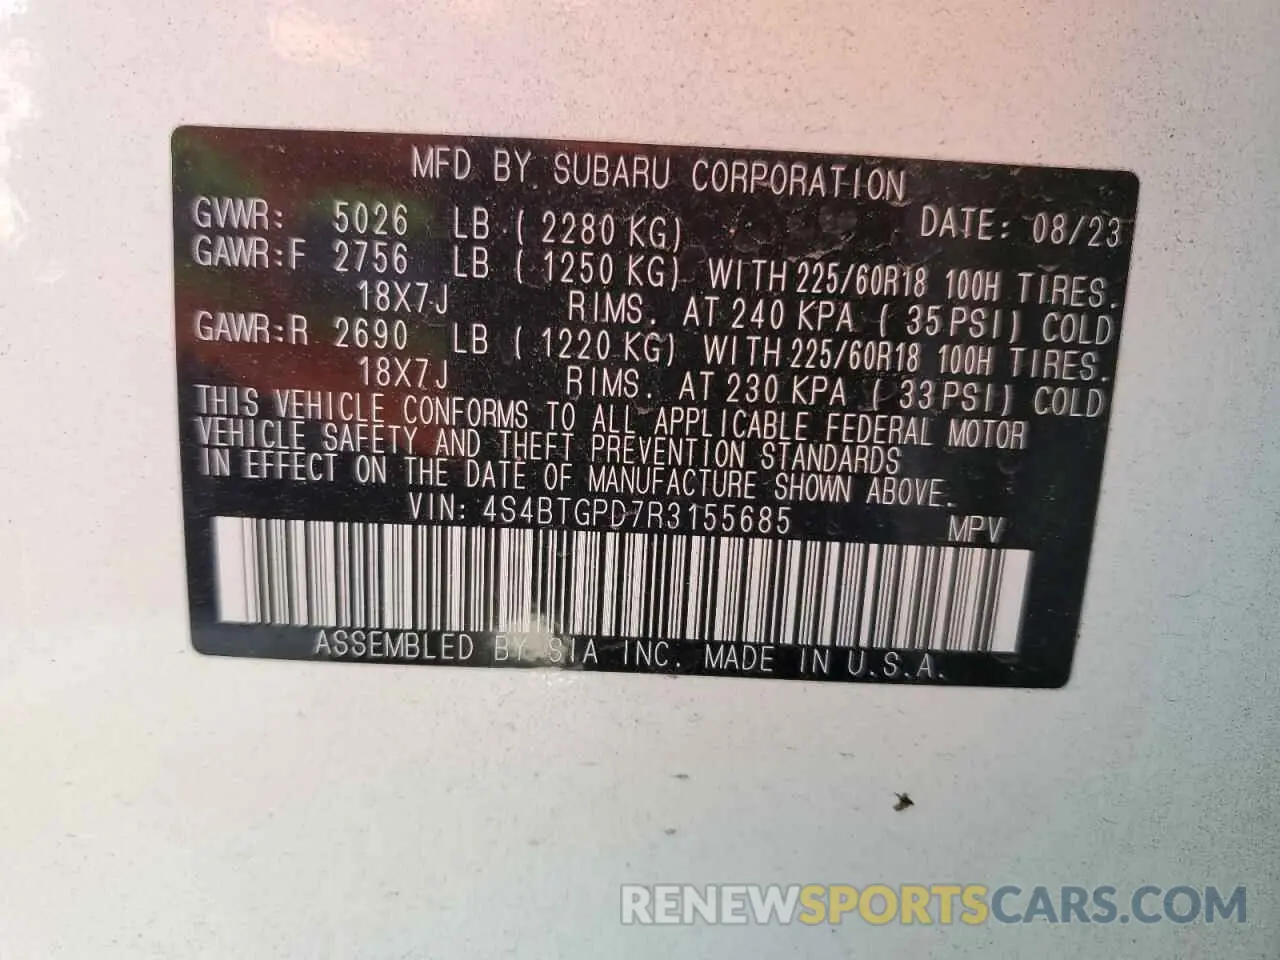 MFD BY SUBARU CORPORATION
GVWR: 5026 LB ( 2280 KG) DATE: 08/23
GAWR:F 2756 LB ( 1250 KG) WITH 225/60R18 100H TIRES.
18X7J RIMS. AT 240 KPA ( 35 PSI) COLD
GAWR:R 2690 LB ( 1220 KG) WITH 225/60R18 100H TIRES.
18X7J RIMS. AT 230 KPA ( 33 PSI) COLD
THIS VEHICLE CONFORMS TO ALL APPLICABLE FEDERAL MOTOR
VEHICLE SAFETY AND THEFT PREVENTION STANDARDS
IN EFFECT ON THE DATE OF MANUFACTURE SHOWN ABOVE.
VIN: 4S4BTGPD7R3155685 MPV
ASSEMBLED BY SIA INC. MADE IN U.S.A.
RENEWSPORTSCARS.COM